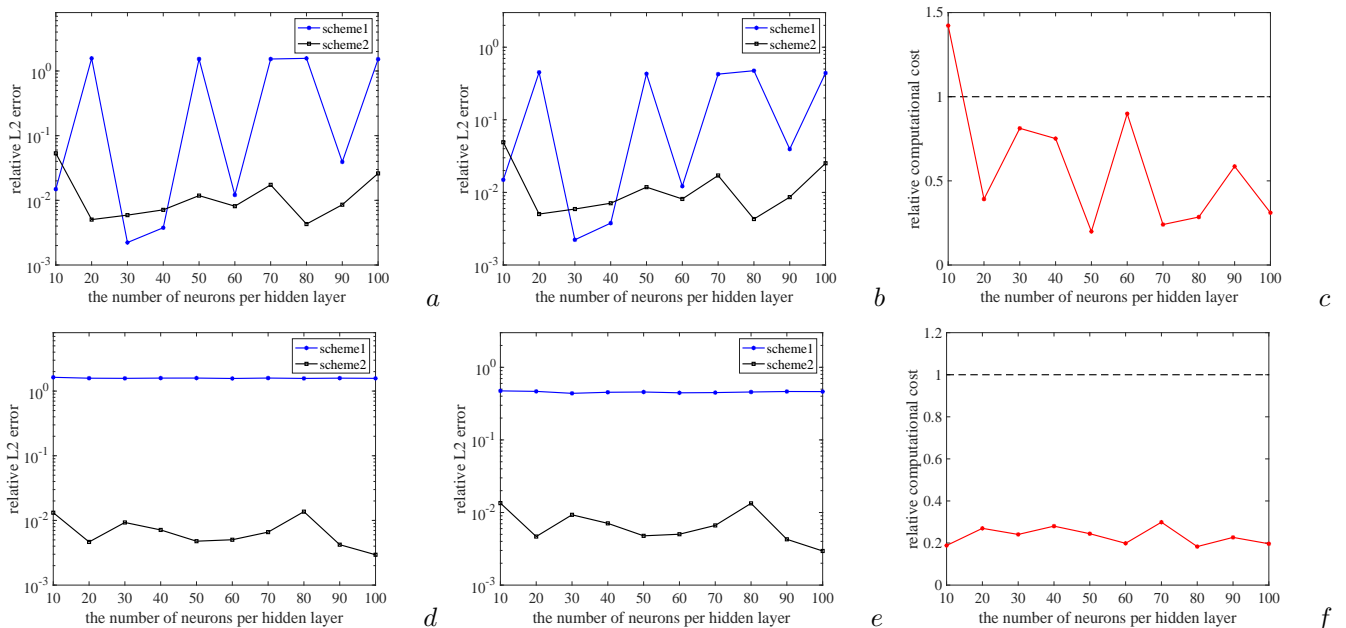 scheme1
scheme2
10^0
10^-1
10^-2
10^-3
relative L2 error
10 20 30 40 50 60 70 80 90 100
the number of neurons per hidden layer
a
scheme1
scheme2
10^0
10^-1
10^-2
10^-3
relative L2 error
10 20 30 40 50 60 70 80 90 100
the number of neurons per hidden layer
b
1.5
1
0.5
0
relative computational cost
10 20 30 40 50 60 70 80 90 100
the number of neurons per hidden layer
c
scheme1
scheme2
10^0
10^-1
10^-2
10^-3
relative L2 error
10 20 30 40 50 60 70 80 90 100
the number of neurons per hidden layer
d
scheme1
scheme2
10^0
10^-1
10^-2
10^-3
relative L2 error
10 20 30 40 50 60 70 80 90 100
the number of neurons per hidden layer
e
1.2
1
0.8
0.6
0.4
0.2
0
relative computational cost
10 20 30 40 50 60 70 80 90 100
the number of neurons per hidden layer
f